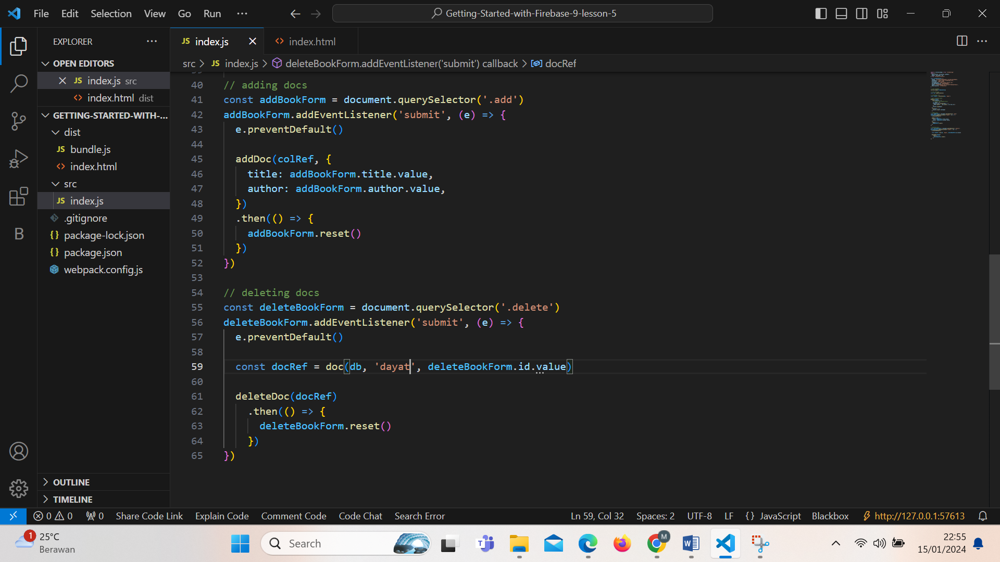 File Edit Selection View Go Run ···
Getting-Started-with-Firebase-9-lesson-5
EXPLORER ···
JS index.js
<> index.html
OPEN EDITORS
src > JS index.js > deleteBookForm.addEventListener('submit') callback > docRef
JS index.js src
<> index.html dist
GETTING-STARTED-WITH-...
dist
JS bundle.js
<> index.html
src
JS index.js
.gitignore
{} package-lock.json
{} package.json
webpack.config.js
B
OUTLINE
TIMELINE
40 // adding docs
41 const addBookForm = document.querySelector('.add')
42 addBookForm.addEventListener('submit', (e) => {
43 e.preventDefault()
44
45 addDoc(colRef, {
46 title: addBookForm.title.value,
47 author: addBookForm.author.value,
48 })
49 .then(() => {
50 addBookForm.reset()
51 })
52 })
53
54 // deleting docs
55 const deleteBookForm = document.querySelector('.delete')
56 deleteBookForm.addEventListener('submit', (e) => {
57 e.preventDefault()
58
59 const docRef = doc(db, 'dayat', deleteBookForm.id.value)
60
61 deleteDoc(docRef)
62 .then(() => {
63 deleteBookForm.reset()
64 })
65 })
0 0 0 Share Code Link Explain Code Comment Code Code Chat Search Error Ln 59, Col 32 Spaces: 2 UTF-8 LF {} JavaScript Blackbox http://127.0.0.1:57613
1
25°C
Berawan
Search
M
22:55
15/01/2024